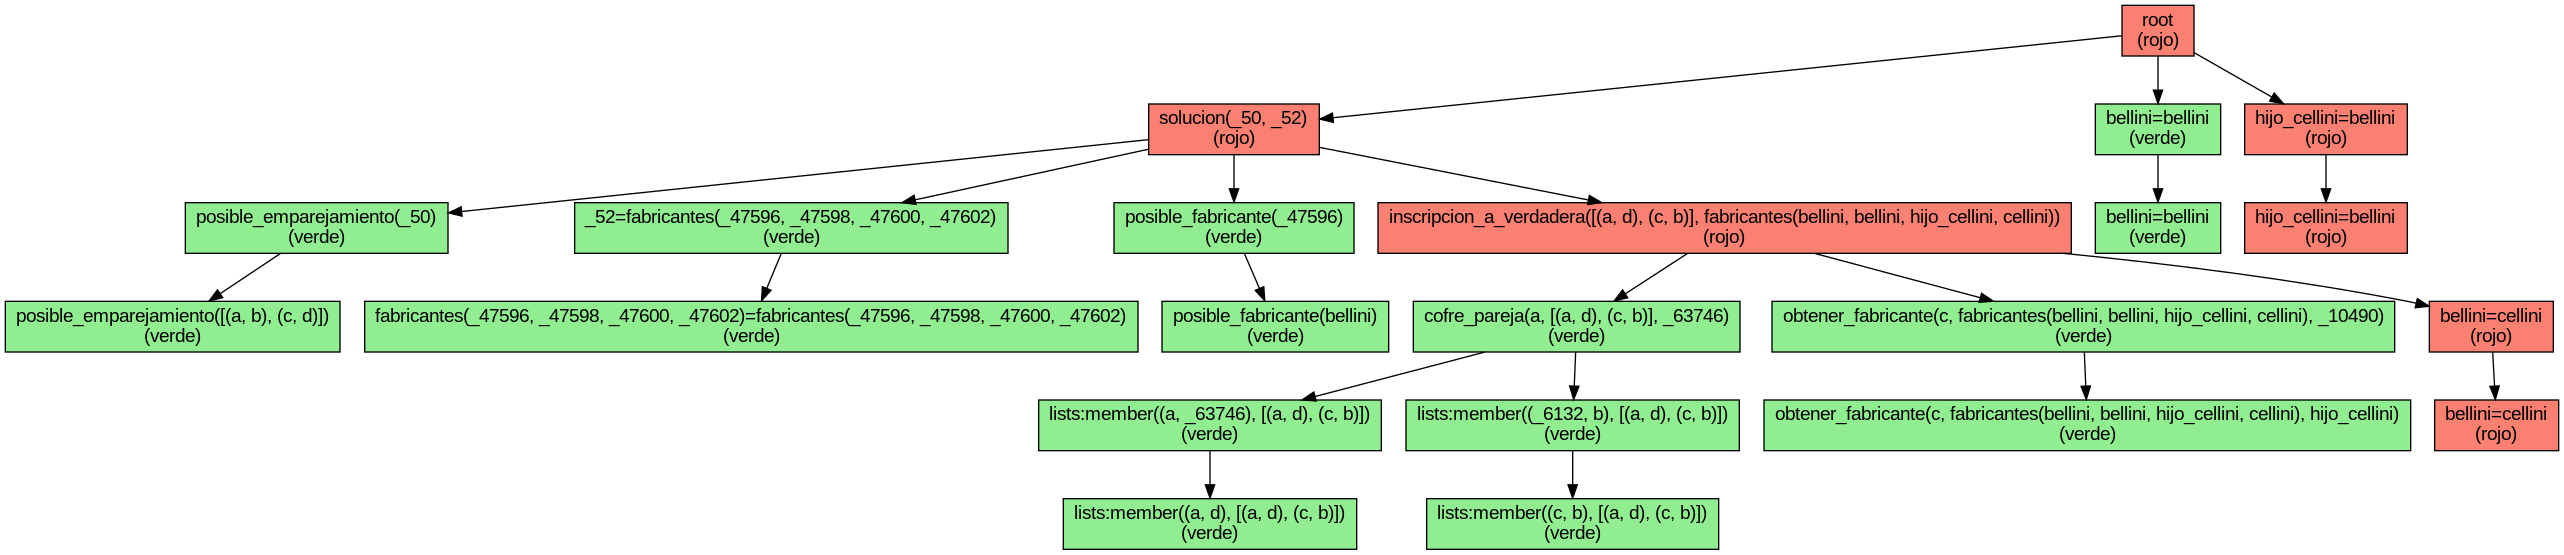 root
(rojo)
solucion(_50, _52)
(rojo)
bellini=bellini
(verde)
hijo_cellini=bellini
(rojo)
posible_emparejamiento(_50)
(verde)
_52=fabricantes(_47596, _47598, _47600, _47602)
(verde)
posible_fabricante(_47596)
(verde)
inscripcion_a_verdadera([(a, d), (c, b)], fabricantes(bellini, bellini, hijo_cellini, cellini))
(rojo)
bellini=bellini
(verde)
hijo_cellini=bellini
(rojo)
posible_emparejamiento([(a, b), (c, d)])
(verde)
fabricantes(_47596, _47598, _47600, _47602)=fabricantes(_47596, _47598, _47600, _47602)
(verde)
posible_fabricante(bellini)
(verde)
cofre_pareja(a, [(a, d), (c, b)], _63746)
(verde)
obtener_fabricante(c, fabricantes(bellini, bellini, hijo_cellini, cellini), _10490)
(verde)
bellini=cellini
(rojo)
lists:member((a, _63746), [(a, d), (c, b)])
(verde)
lists:member((_6132, b), [(a, d), (c, b)])
(verde)
obtener_fabricante(c, fabricantes(bellini, bellini, hijo_cellini, cellini), hijo_cellini)
(verde)
bellini=cellini
(rojo)
lists:member((a, d), [(a, d), (c, b)])
(verde)
lists:member((c, b), [(a, d), (c, b)])
(verde)